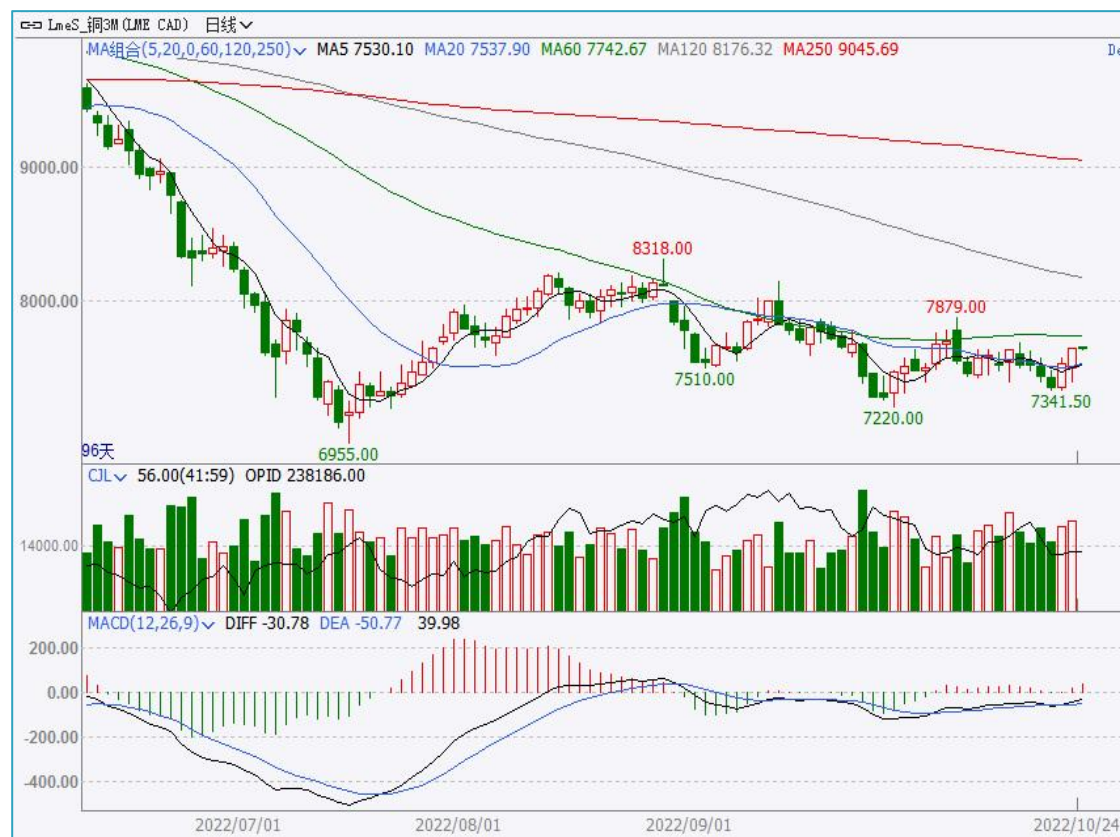 LmeS_铜3M(LME CAD) 日线
MA组合(5,20,0,60,120,250) MA5 7530.10 MA20 7537.90 MA60 7742.67 MA120 8176.32 MA250 9045.69
9000.00
8318.00
8000.00
7879.00
7510.00
7341.50
7220.00
96天
6955.00
CJL 56.00(41:59) OPID 238186.00
14000.00
MACD(12,26,9) DIFF -30.78 DEA -50.77 39.98
200.00
0.00
-200.00
-400.00
2022/07/01 2022/08/01 2022/09/01 2022/10/24